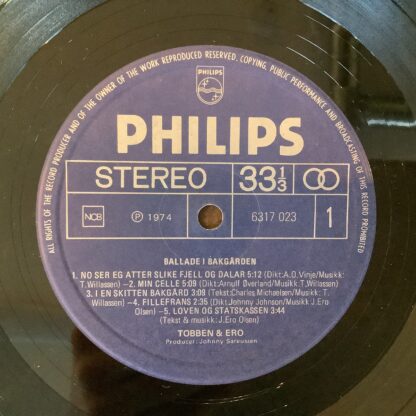 ALL RIGHTS OF THE RECORD PRODUCER AND OF THE OWNER OF THE WORK REPRODUCED RESERVED. COPYING, PUBLIC PERFORMANCE AND BROADCASTING OF THIS RECORD PROHIBITED
PHILIPS
PHILIPS
STEREO 33 1/3
NCB Ⓟ 1974 6317 023 1
BALLADE I BAKGÅRDEN
1. NO SER EG ATTER SLIKE FJELL OG DALAR 5:12 (Dikt: A.O. Vinje/Musikk:
T. Willassen) –2. MIN CELLE 5:09 (Dikt: Arnulf Øverland/Musikk: T. Willassen)
3. I EN SKITTEN BAKGÅRD 3:09 (Tekst: Charles Michaelsen/Musikk: T.
Willassen) –4. FILLEFRANS 2:35 (Dikt: Johnny Johnson/Musikk: J. Ero
Olsen) –5. LOVEN OG STATSKASSEN 3:44
(Tekst & musikk: J. Ero Olsen)
TOBBEN & ERO
Producer: Johnny Sareussen